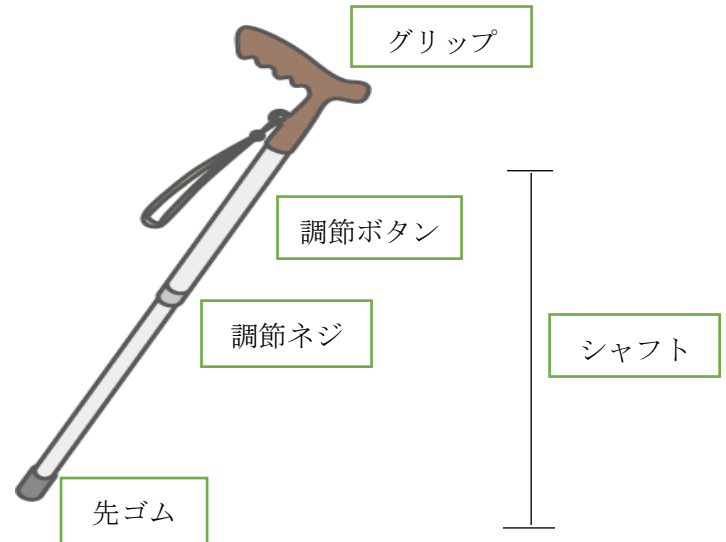 グリップ
調節ボタン
調節ネジ
シャフト
先ゴム